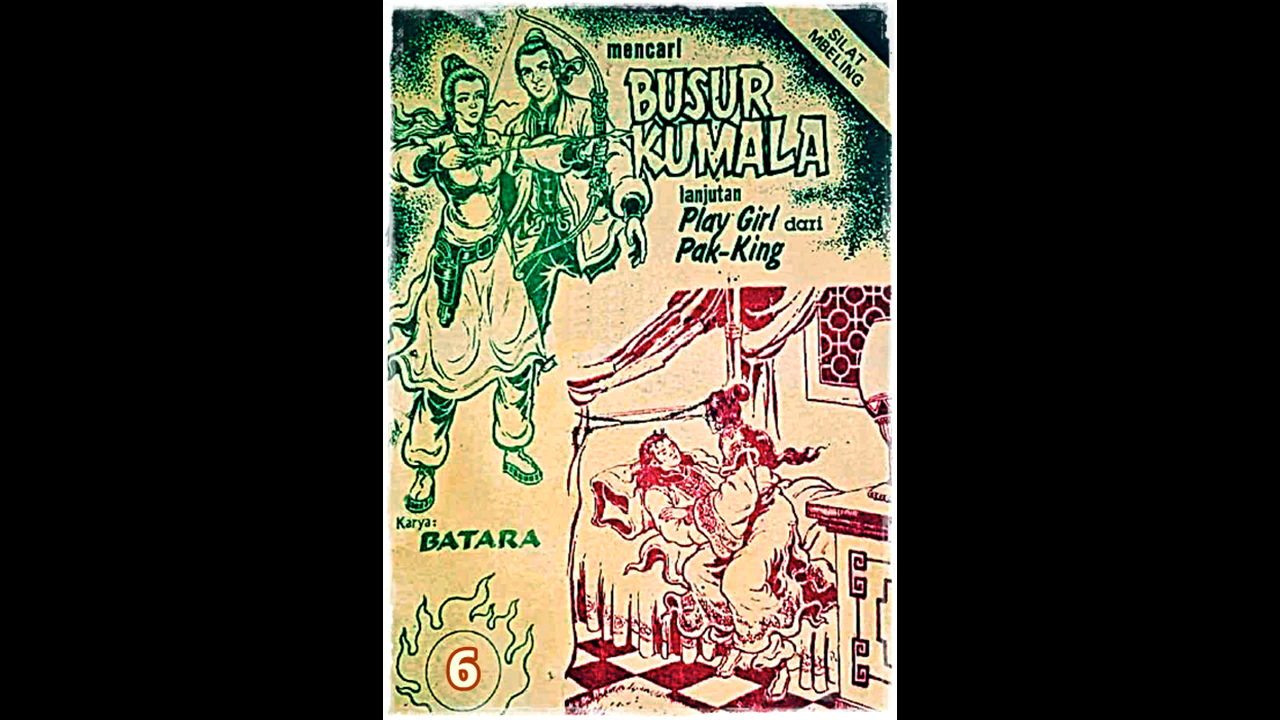 SILAT
MBELING
mencari
BUSUR
KUMALA
lanjutan
Play Girl dari
Pak-King
Karya:
BATARA
6